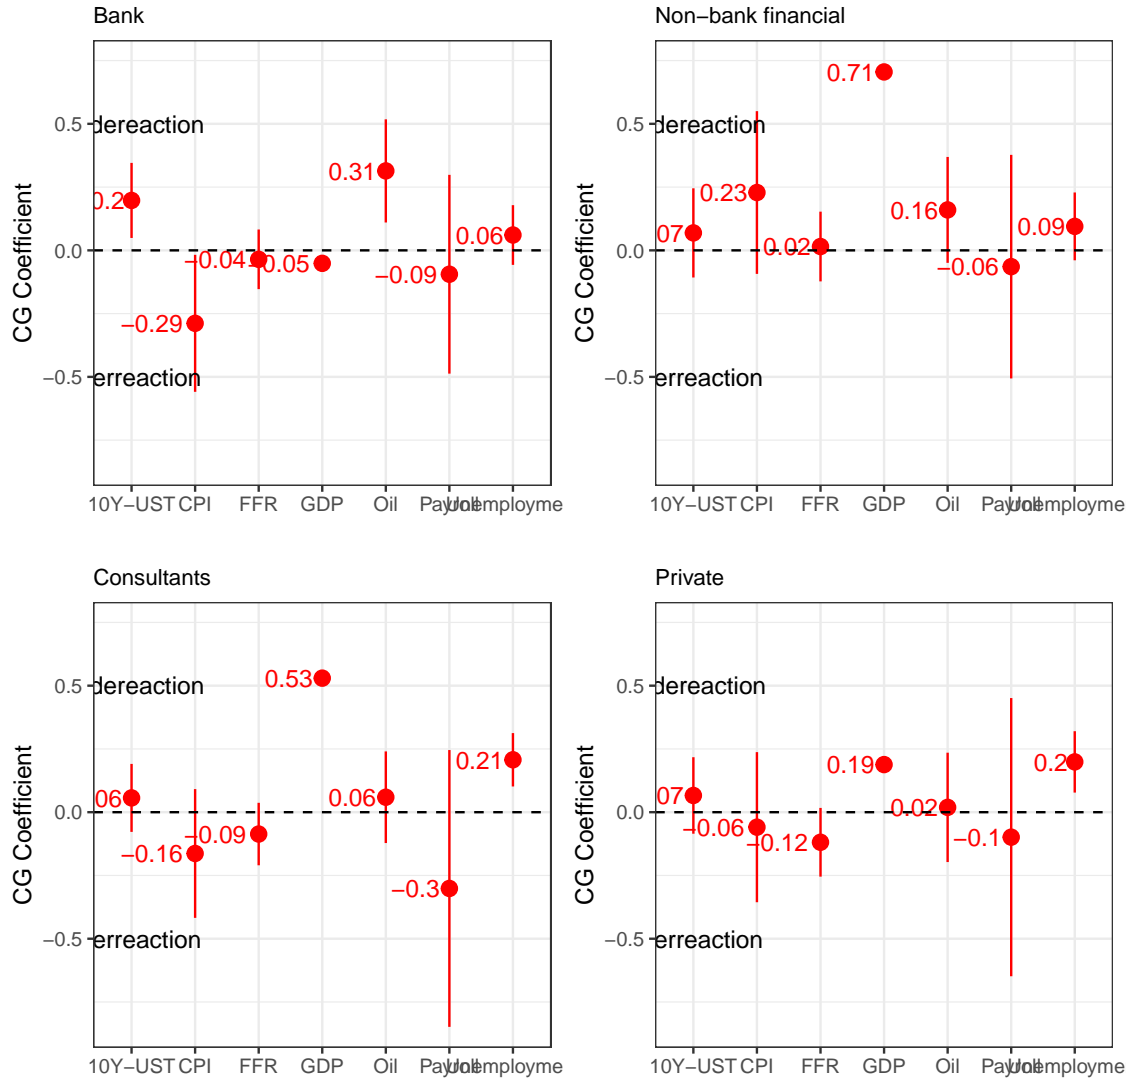 Bank
CG Coefficient
0.5
0.0
−0.5
dereaction
erreaction
0.2
−0.29
−0.04
−0.05
0.31
−0.09
0.06
10Y−UST CPI FFR GDP Oil Payroll Unemployme
Non−bank financial
CG Coefficient
0.5
0.0
−0.5
dereaction
erreaction
07
0.23
0.02
0.71
0.16
−0.06
0.09
10Y−UST CPI FFR GDP Oil Payroll Unemployme
Consultants
CG Coefficient
0.5
0.0
−0.5
dereaction
erreaction
06
−0.16
−0.09
0.53
0.06
−0.3
0.21
10Y−UST CPI FFR GDP Oil Payroll Unemployme
Private
CG Coefficient
0.5
0.0
−0.5
dereaction
erreaction
07
−0.06
−0.12
0.19
0.02
−0.1
0.2
10Y−UST CPI FFR GDP Oil Payroll Unemployme